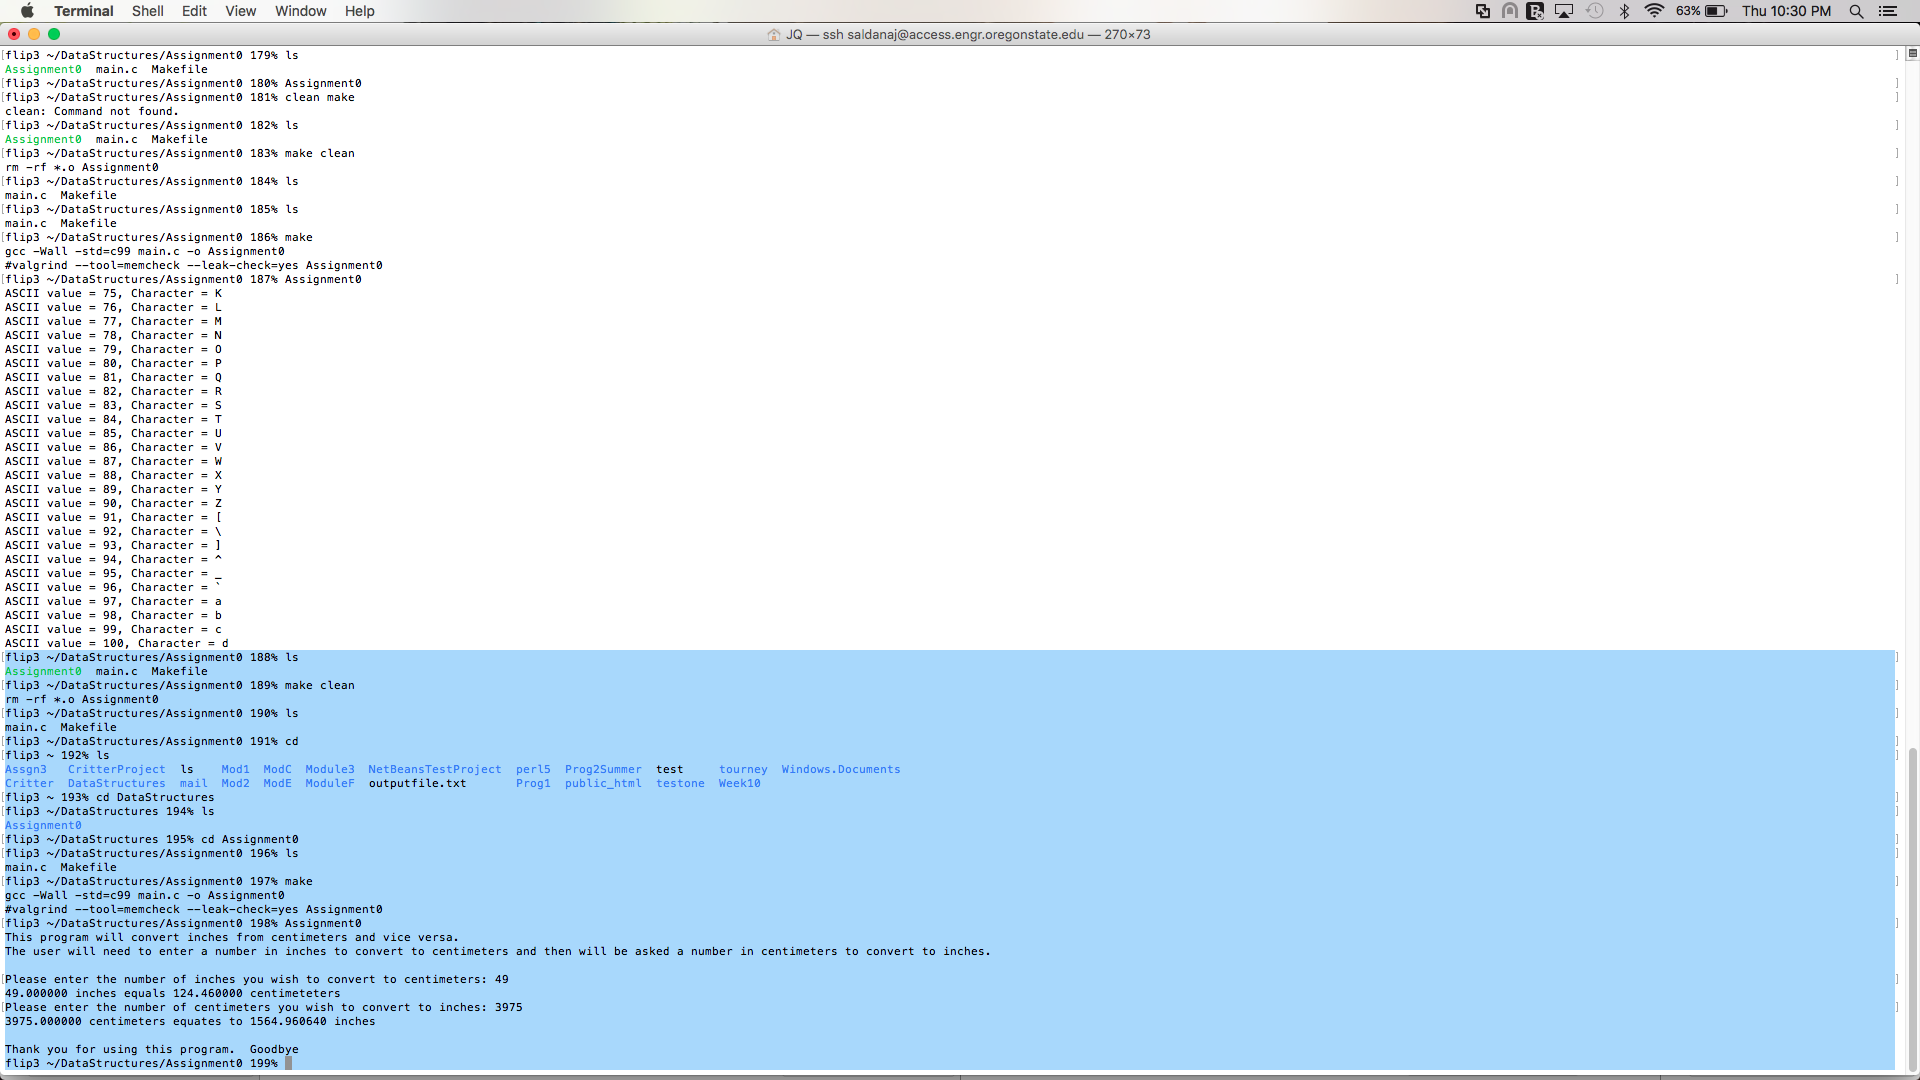 Terminal Shell Edit View Window Help 63% Thu 10:30 PM
JQ — ssh saldanaj@access.engr.oregonstate.edu — 270×73
[flip3 ~/DataStructures/Assignment0 179% ls ]
Assignment0 main.c Makefile
[flip3 ~/DataStructures/Assignment0 180% Assignment0 ]
[flip3 ~/DataStructures/Assignment0 181% clean make ]
clean: Command not found.
[flip3 ~/DataStructures/Assignment0 182% ls ]
Assignment0 main.c Makefile
[flip3 ~/DataStructures/Assignment0 183% make clean ]
rm -rf *.o Assignment0
[flip3 ~/DataStructures/Assignment0 184% ls ]
main.c Makefile
[flip3 ~/DataStructures/Assignment0 185% ls ]
main.c Makefile
[flip3 ~/DataStructures/Assignment0 186% make ]
gcc -Wall -std=c99 main.c -o Assignment0
#valgrind --tool=memcheck --leak-check=yes Assignment0
[flip3 ~/DataStructures/Assignment0 187% Assignment0 ]
ASCII value = 75, Character = K
ASCII value = 76, Character = L
ASCII value = 77, Character = M
ASCII value = 78, Character = N
ASCII value = 79, Character = O
ASCII value = 80, Character = P
ASCII value = 81, Character = Q
ASCII value = 82, Character = R
ASCII value = 83, Character = S
ASCII value = 84, Character = T
ASCII value = 85, Character = U
ASCII value = 86, Character = V
ASCII value = 87, Character = W
ASCII value = 88, Character = X
ASCII value = 89, Character = Y
ASCII value = 90, Character = Z
ASCII value = 91, Character = [
ASCII value = 92, Character = \
ASCII value = 93, Character = ]
ASCII value = 94, Character = ^
ASCII value = 95, Character = _
ASCII value = 96, Character = `
ASCII value = 97, Character = a
ASCII value = 98, Character = b
ASCII value = 99, Character = c
ASCII value = 100, Character = d
[flip3 ~/DataStructures/Assignment0 188% ls ]
Assignment0 main.c Makefile
[flip3 ~/DataStructures/Assignment0 189% make clean ]
rm -rf *.o Assignment0
[flip3 ~/DataStructures/Assignment0 190% ls ]
main.c Makefile
[flip3 ~/DataStructures/Assignment0 191% cd ]
[flip3 ~ 192% ls ]
Assgn3 CritterProject ls Mod1 ModC Module3 NetBeansTestProject perl5 Prog2Summer test tourney Windows.Documents
Critter DataStructures mail Mod2 ModE ModuleF outputfile.txt Prog1 public_html testone Week10
[flip3 ~ 193% cd DataStructures ]
[flip3 ~/DataStructures 194% ls ]
Assignment0
[flip3 ~/DataStructures 195% cd Assignment0 ]
[flip3 ~/DataStructures/Assignment0 196% ls ]
main.c Makefile
[flip3 ~/DataStructures/Assignment0 197% make ]
gcc -Wall -std=c99 main.c -o Assignment0
#valgrind --tool=memcheck --leak-check=yes Assignment0
[flip3 ~/DataStructures/Assignment0 198% Assignment0 ]
This program will convert inches from centimeters and vice versa.
The user will need to enter a number in inches to convert to centimeters and then will be asked a number in centimeters to convert to inches.
[Please enter the number of inches you wish to convert to centimeters: 49 ]
49.000000 inches equals 124.460000 centimeteters
[Please enter the number of centimeters you wish to convert to inches: 3975 ]
3975.000000 centimeters equates to 1564.960640 inches
Thank you for using this program. Goodbye
flip3 ~/DataStructures/Assignment0 199%